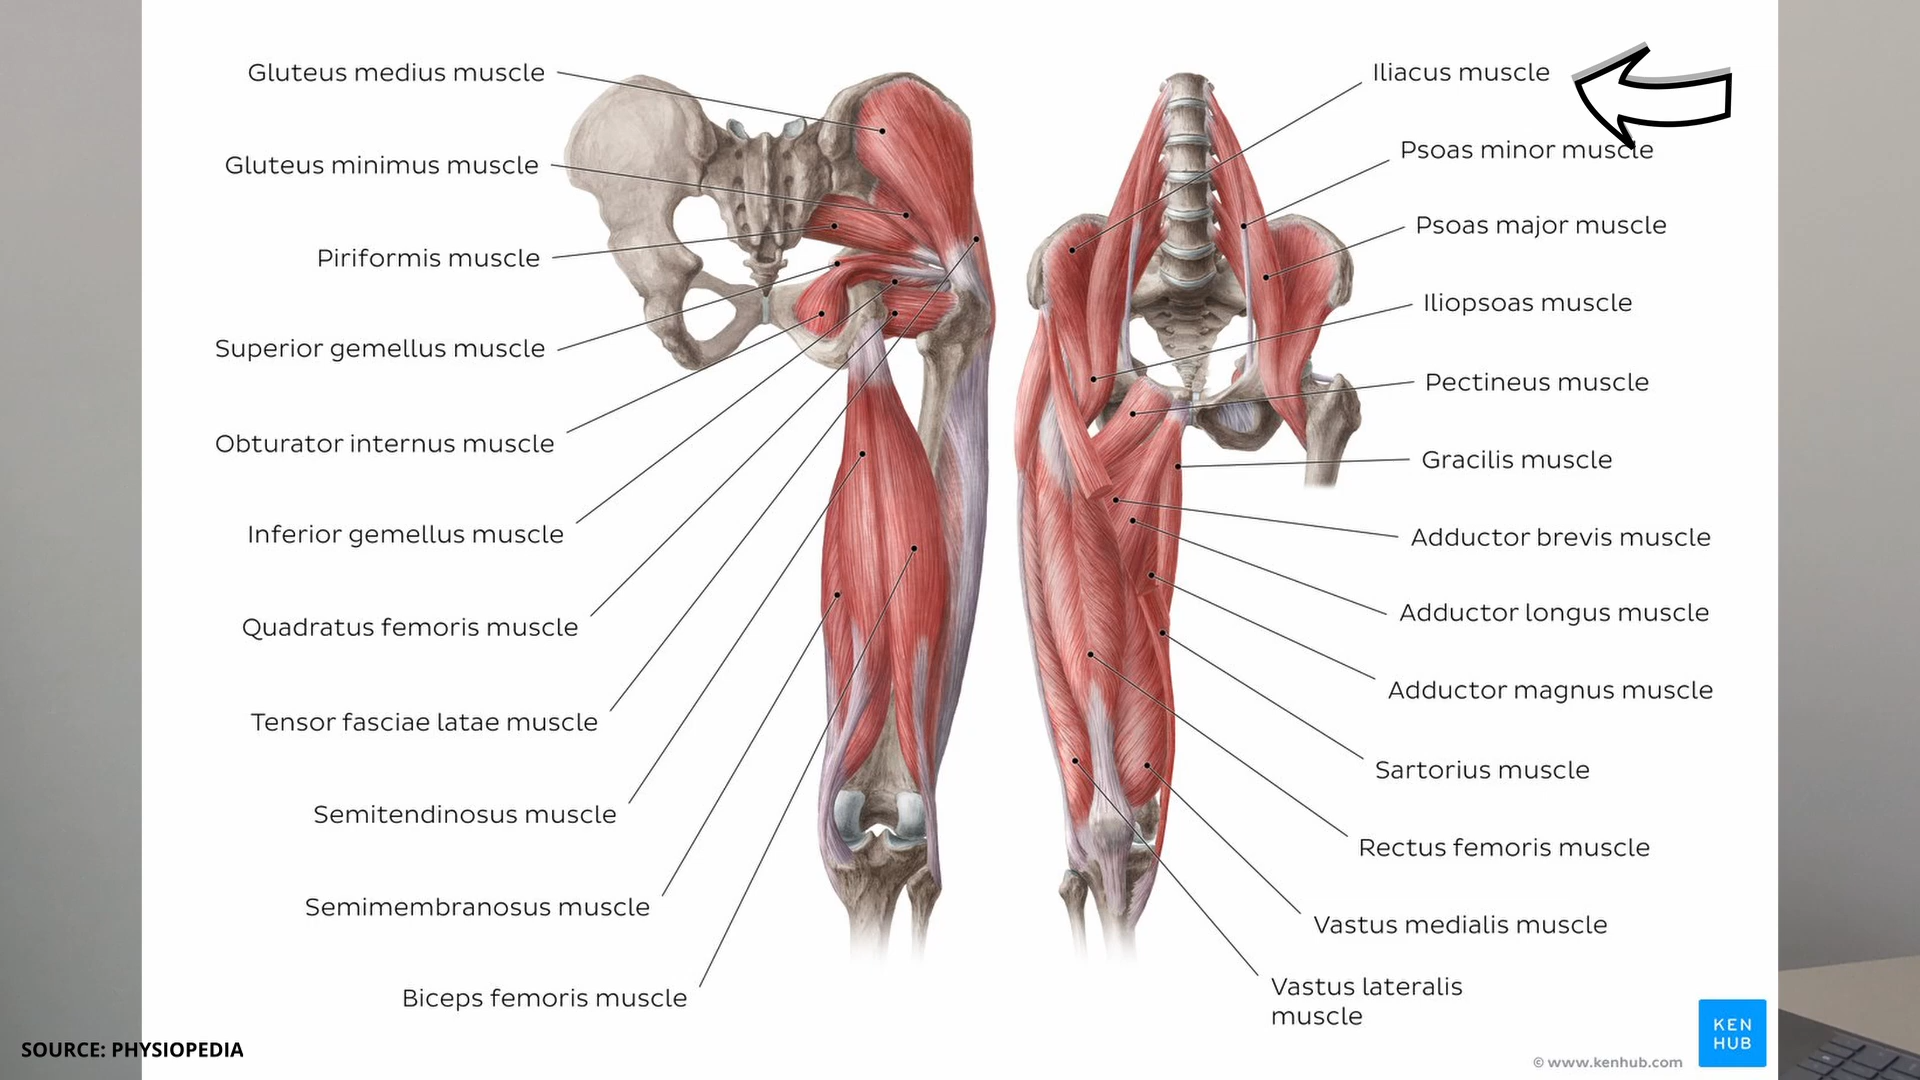 Gluteus medius muscle
Gluteus minimus muscle
Piriformis muscle
Superior gemellus muscle
Obturator internus muscle
Inferior gemellus muscle
Quadratus femoris muscle
Tensor fasciae latae muscle
Semitendinosus muscle
Semimembranosus muscle
Biceps femoris muscle
Iliacus muscle
Psoas minor muscle
Psoas major muscle
Iliopsoas muscle
Pectineus muscle
Gracilis muscle
Adductor brevis muscle
Adductor longus muscle
Adductor magnus muscle
Sartorius muscle
Rectus femoris muscle
Vastus medialis muscle
Vastus lateralis
muscle
KEN
HUB
© www.kenhub.com
SOURCE: PHYSIOPEDIA